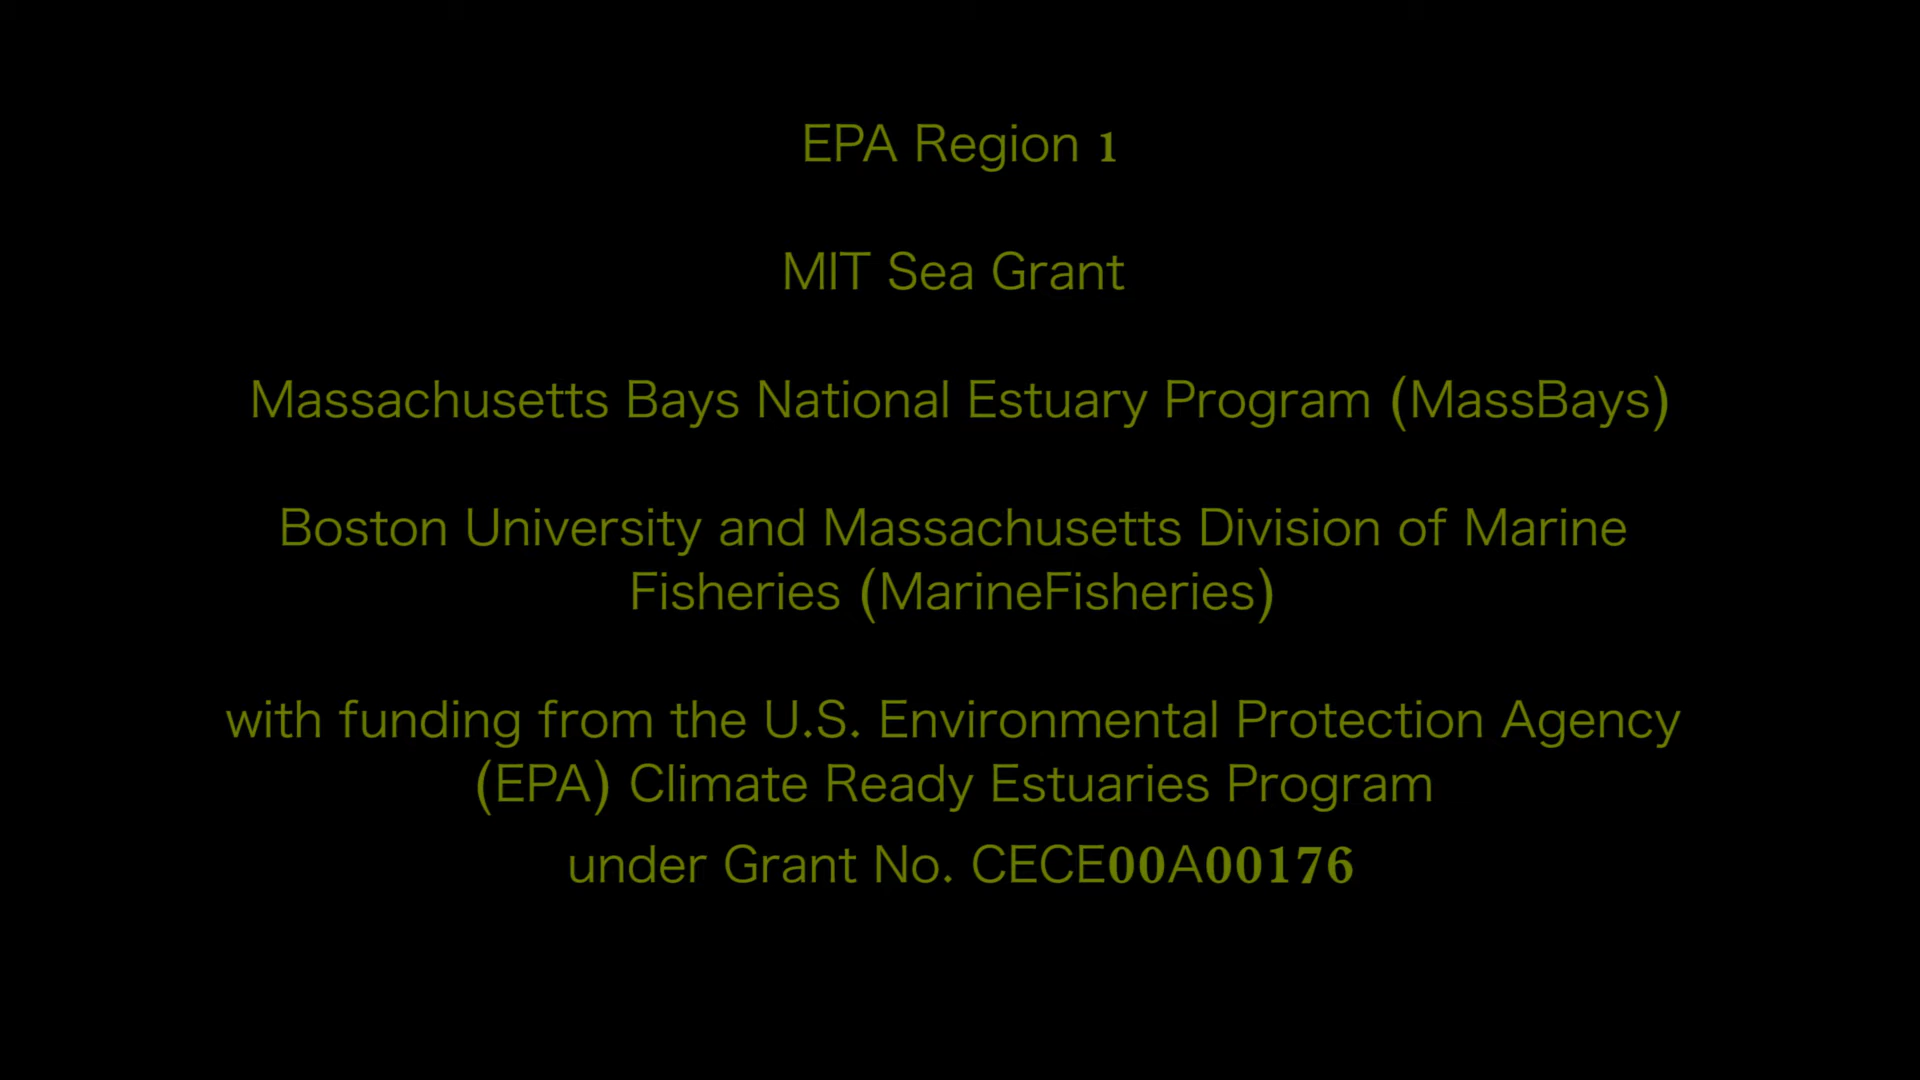 EPA Region 1
MIT Sea Grant
Massachusetts Bays National Estuary Program (MassBays)
Boston University and Massachusetts Division of Marine
Fisheries (MarineFisheries)
with funding from the U.S. Environmental Protection Agency
(EPA) Climate Ready Estuaries Program
under Grant No. CECE00A00176